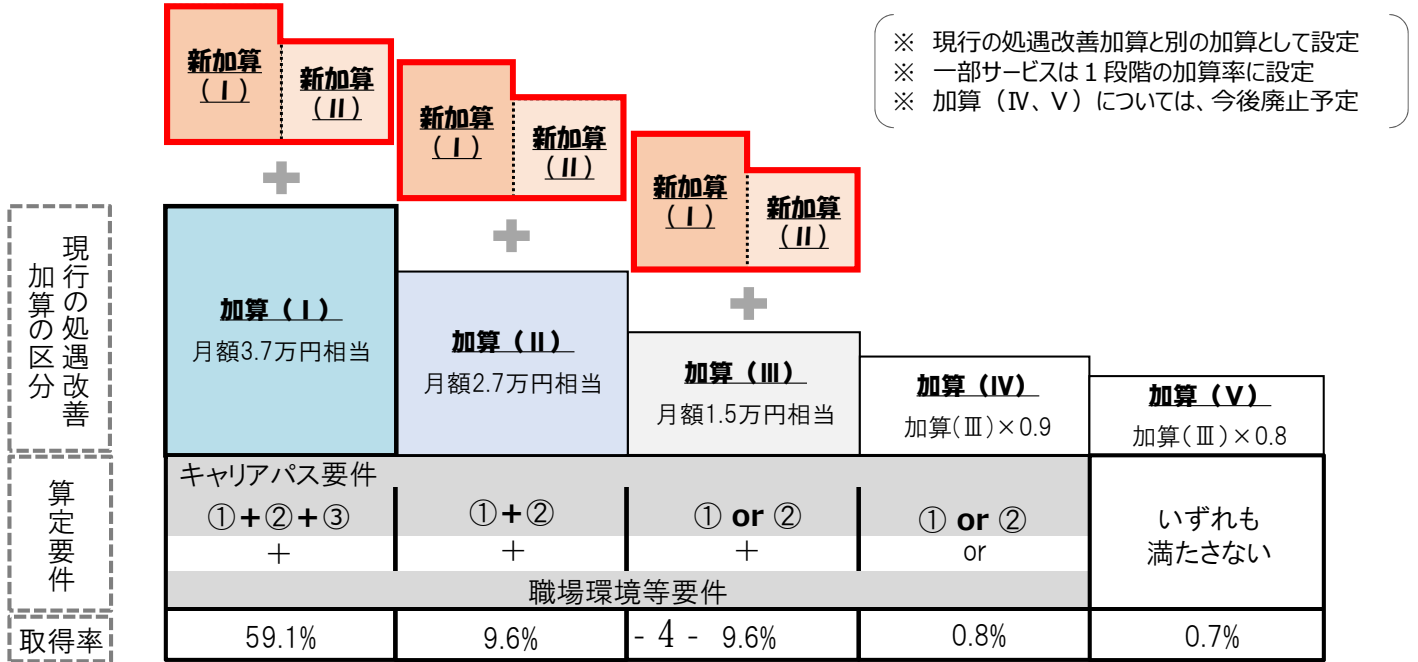 ※ 現行の処遇改善加算と別の加算として設定
※ 一部サービスは1段階の加算率に設定
※ 加算(Ⅳ、Ⅴ)については、今後廃止予定
新加算
(Ⅰ)
新加算
(Ⅱ)
新加算
(Ⅰ)
新加算
(Ⅱ)
新加算
(Ⅰ)
新加算
(Ⅱ)
現行の処遇改善
加算の区分
加算(Ⅰ)
月額3.7万円相当
加算(Ⅱ)
月額2.7万円相当
加算(Ⅲ)
月額1.5万円相当
加算(Ⅳ)
加算(Ⅲ)×0.9
加算(Ⅴ)
加算(Ⅲ)×0.8
算定要件
キャリアパス要件
①+②+③
①+②
① or ②
① or ②
+
+
+
or
職場環境等要件
いずれも
満たさない
取得率
59.1%
9.6%
- 4 -
9.6%
0.8%
0.7%